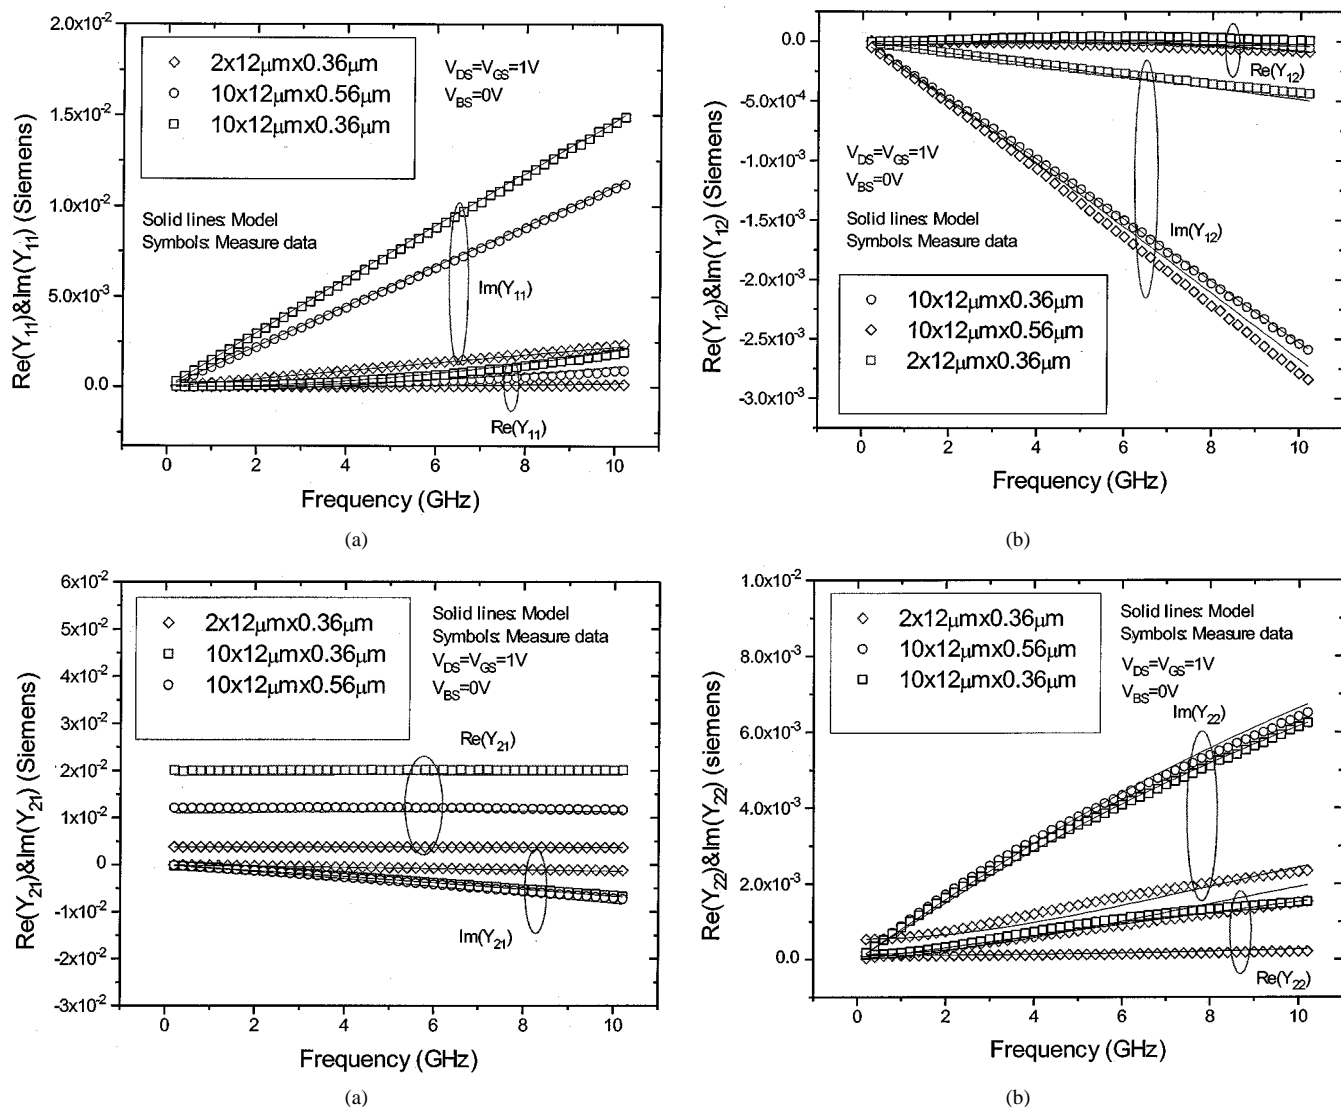 2.0x10⁻²
1.5x10⁻²
1.0x10⁻²
5.0x10⁻³
0.0
Re(Y₁₁)&Im(Y₁₁) (Siemens)
2x12μmx0.36μm
10x12μmx0.56μm
10x12μmx0.36μm
V_DS=V_GS=1V
V_BS=0V
Solid lines: Model
Symbols: Measure data
Im(Y₁₁)
Re(Y₁₁)
0 2 4 6 8 10
Frequency (GHz)
(a)
0.0
-5.0x10⁻⁴
-1.0x10⁻³
-1.5x10⁻³
-2.0x10⁻³
-2.5x10⁻³
-3.0x10⁻³
Re(Y₁₂)&Im(Y₁₂) (Siemens)
Re(Y₁₂)
V_DS=V_GS=1V
V_BS=0V
Solid lines: Model
Symbols: Measure data
Im(Y₁₂)
10x12μmx0.36μm
10x12μmx0.56μm
2x12μmx0.36μm
0 2 4 6 8 10
Frequency (GHz)
(b)
6x10⁻²
5x10⁻²
4x10⁻²
3x10⁻²
2x10⁻²
1x10⁻²
0
-1x10⁻²
-2x10⁻²
-3x10⁻²
Re(Y₂₁)&Im(Y₂₁) (Siemens)
2x12μmx0.36μm
10x12μmx0.36μm
10x12μmx0.56μm
Solid lines: Model
Symbols: Measure data
V_DS=V_GS=1V
V_BS=0V
Re(Y₂₁)
Im(Y₂₁)
0 2 4 6 8 10
Frequency (GHz)
(a)
1.0x10⁻²
8.0x10⁻³
6.0x10⁻³
4.0x10⁻³
2.0x10⁻³
0.0
Re(Y₂₂)&Im(Y₂₂) (siemens)
2x12μmx0.36μm
10x12μmx0.56μm
10x12μmx0.36μm
Solid lines: Model
Symbols: Measure data
V_DS=V_GS=1V
V_BS=0V
Im(Y₂₂)
Re(Y₂₂)
0 2 4 6 8 10
Frequency (GHz)
(b)